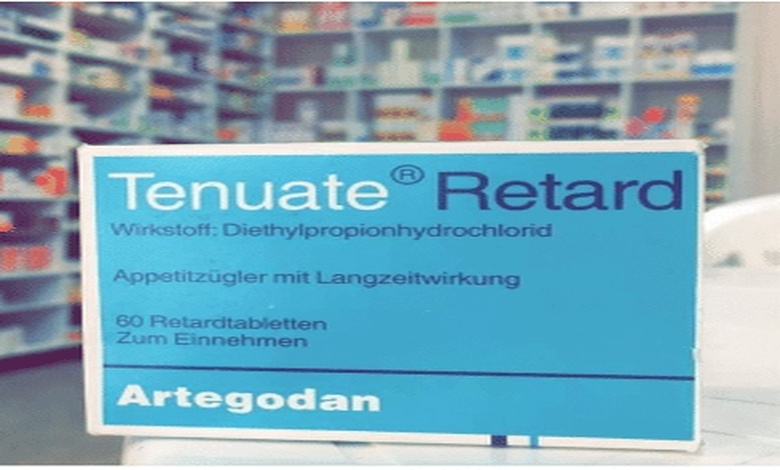 Tenuate® Retard
Wirkstoff: Diethylpropionhydrochlorid
Appetitzügler mit Langzeitwirkung
60 Retardtabletten
Zum Einnehmen
Artegodan